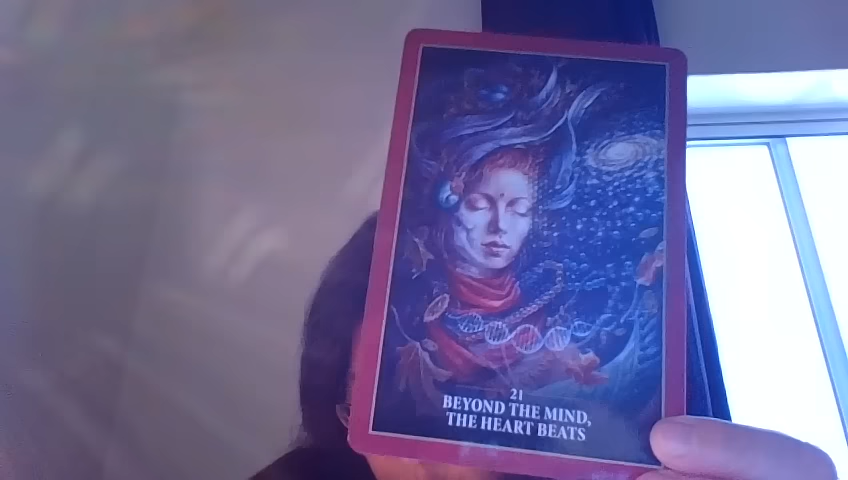 21
BEYOND THE MIND,
THE HEART BEATS